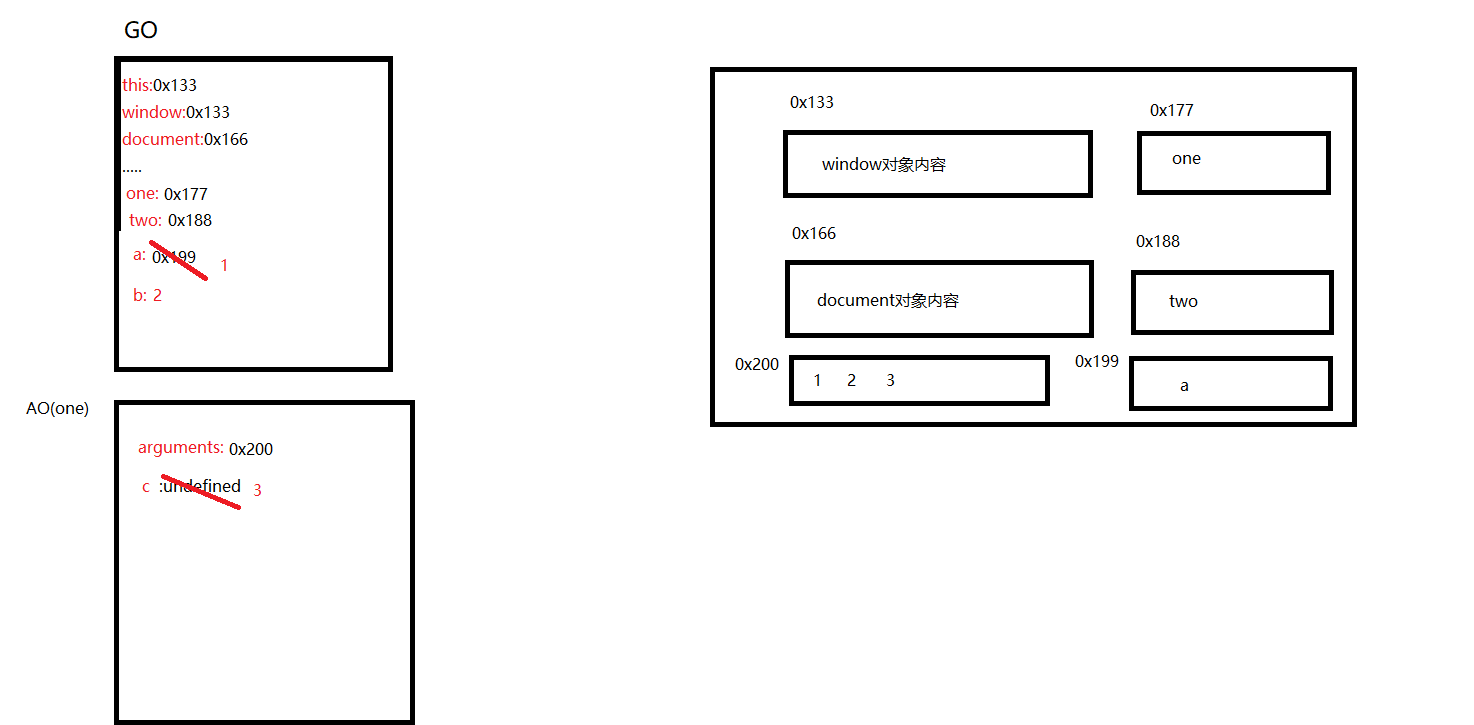 GO
this:0x133
window:0x133
document:0x166
.....
one: 0x177
two: 0x188
a: 0x199 1
b: 2
AO(one)
arguments: 0x200
c :undefined 3
0x133
window对象内容
0x177
one
0x166
document对象内容
0x188
two
0x200
1 2 3
0x199
a